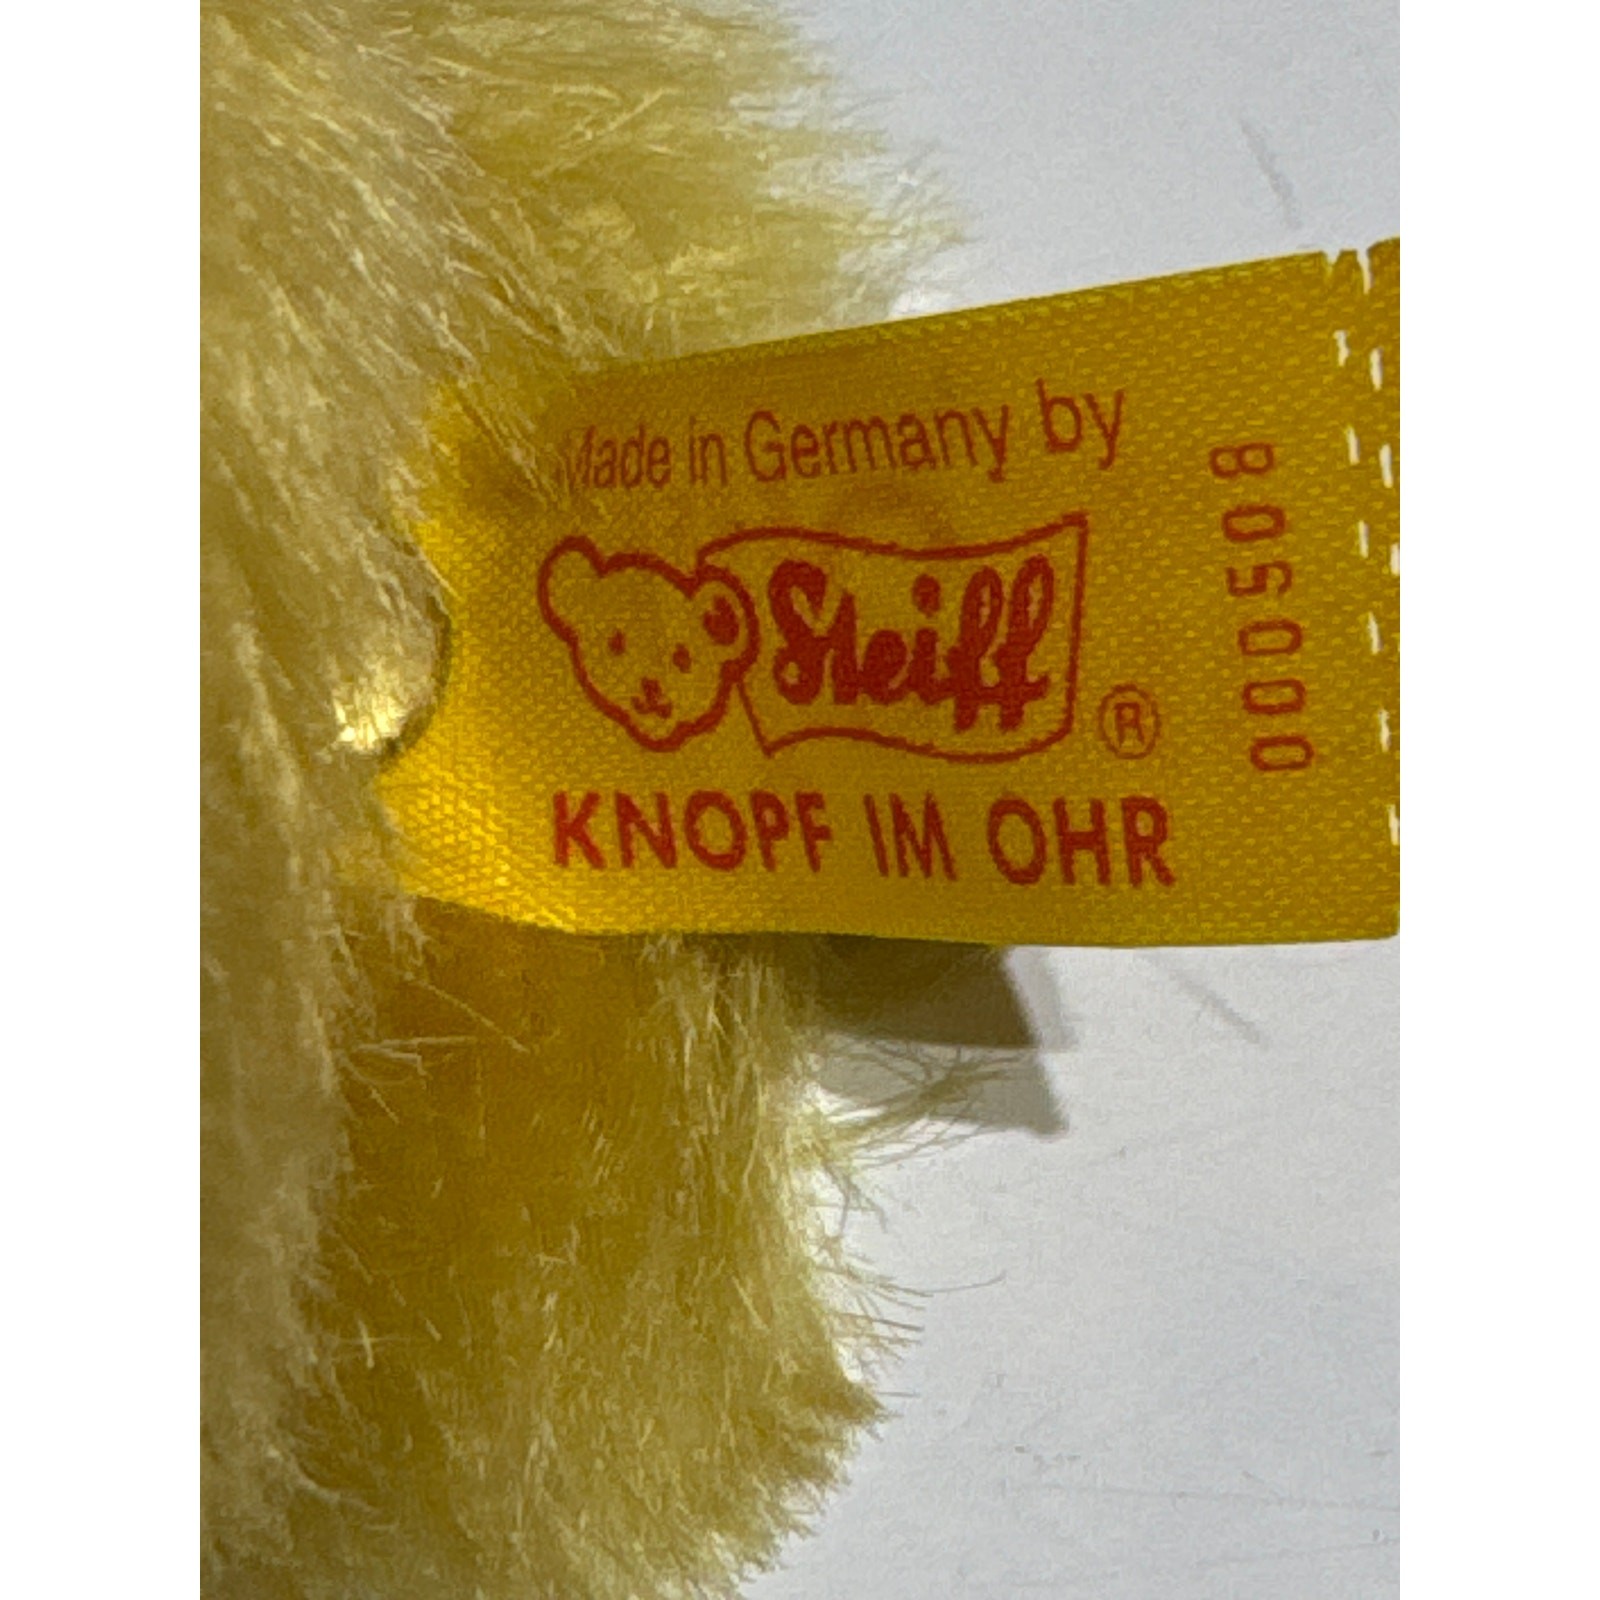 Made in Germany by
Steiff
®
KNOPF IM OHR
000508